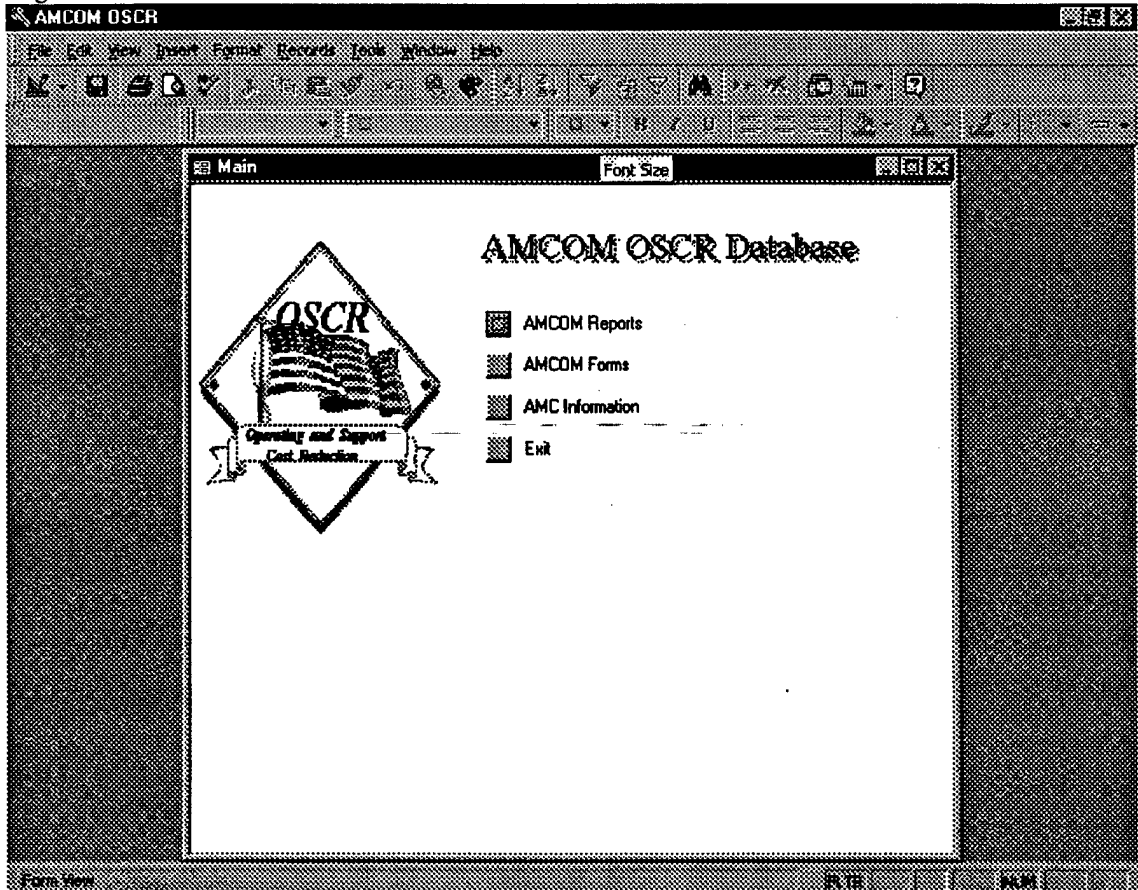 AMCOM OSCR
File Edit View Insert Format Records Tools Window Help
Main
Font Size
AMCOM OSCR Database
OSCR
AMCOM Reports
AMCOM Forms
AMC Information
Operating and Support
Exit
Cost Reduction
Form View
NUM